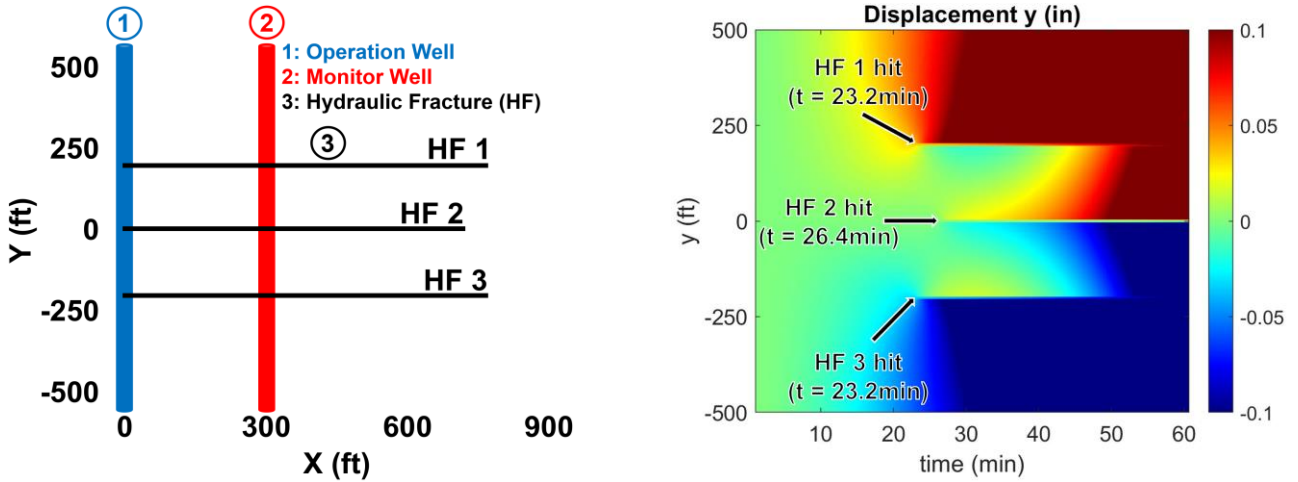 1
2
1: Operation Well
2: Monitor Well
3: Hydraulic Fracture (HF)
3
HF 1
HF 2
HF 3
Y (ft)
500
250
0
-250
-500
0
300
600
900
X (ft)
Displacement y (in)
HF 1 hit
(t = 23.2min)
HF 2 hit
(t = 26.4min)
HF 3 hit
(t = 23.2min)
y (ft)
500
250
0
-250
-500
10
20
30
40
50
60
time (min)
0.1
0.05
0
-0.05
-0.1